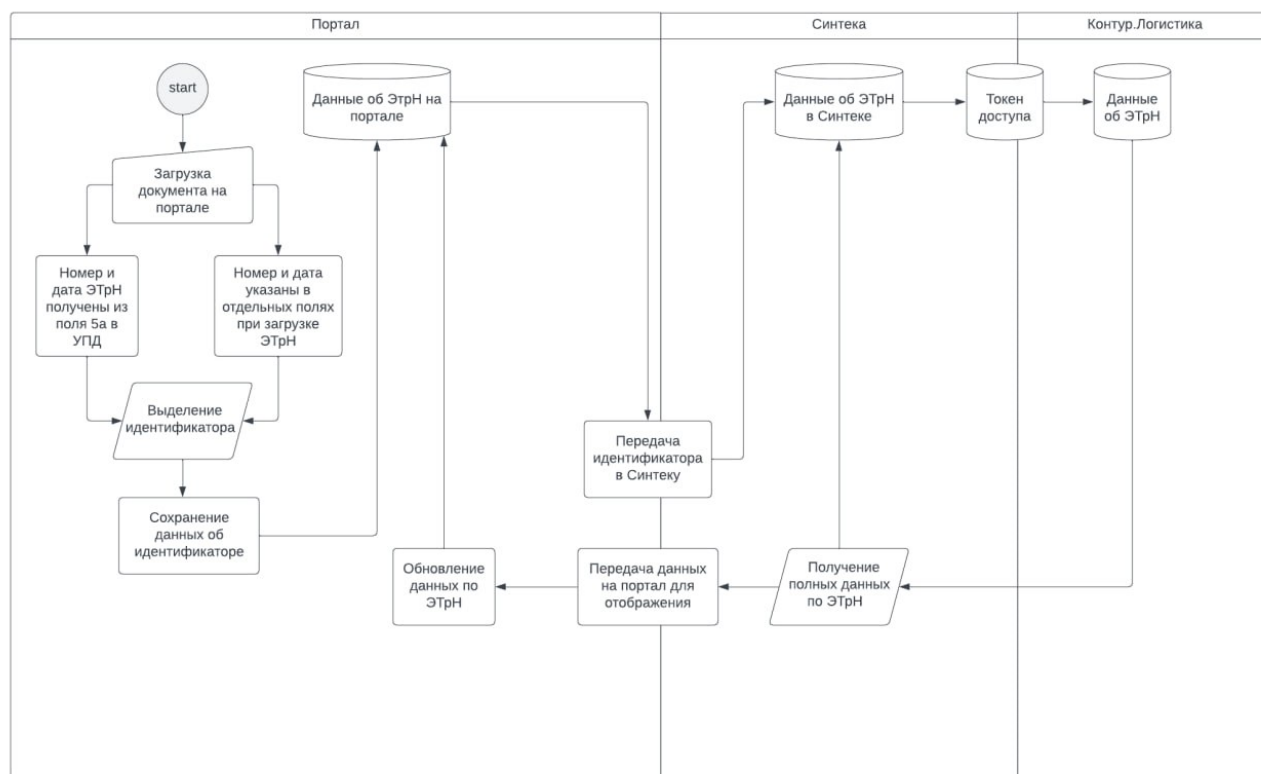 Портал
Синтека
Контур.Логистика
start
Данные об ЭтрН на
портале
Данные об ЭТрН
в Синтеке
Токен
доступа
Данные
об ЭТрН
Загрузка
документа на
портале
Номер и
дата ЭТрН
получены из
поля 5а в
УПД
Номер и дата
указаны в
отдельных полях
при загрузке
ЭТрН
Выделение
идентификатора
Передача
идентификатора
в Синтеку
Сохранение
данных об
идентификаторе
Обновление
данных по
ЭТрН
Передача данных
на портал для
отображения
Получение
полных данных
по ЭТрН